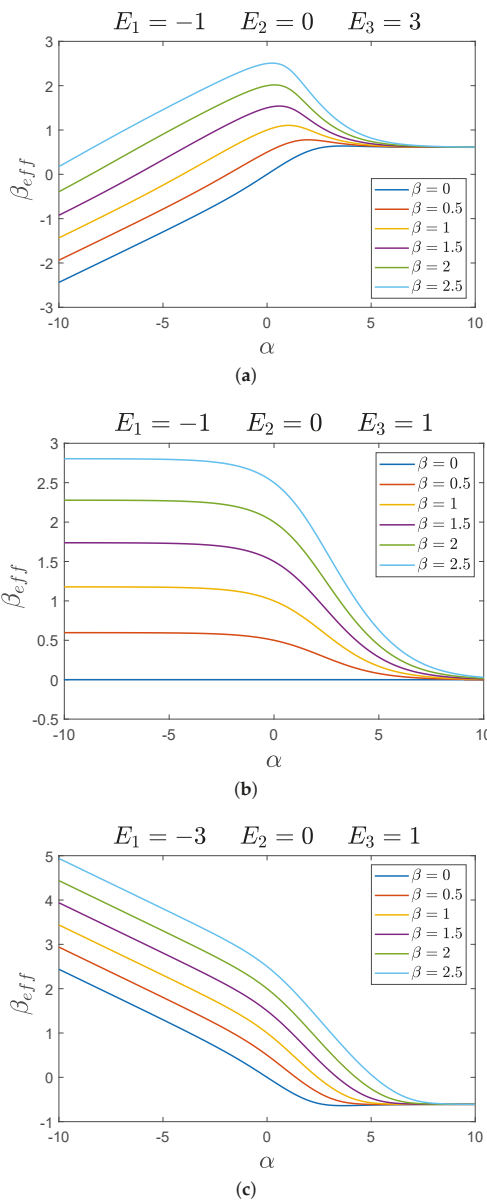 E₁ = −1 E₂ = 0 E₃ = 3
3
2
1
0
-1
-2
-3
β_eff
β = 0
β = 0.5
β = 1
β = 1.5
β = 2
β = 2.5
-10 -5 0 5 10
α
(a)
E₁ = −1 E₂ = 0 E₃ = 1
3
2.5
2
1.5
1
0.5
0
-0.5
β_eff
β = 0
β = 0.5
β = 1
β = 1.5
β = 2
β = 2.5
-10 -5 0 5 10
α
(b)
E₁ = −3 E₂ = 0 E₃ = 1
5
4
3
2
1
0
-1
β_eff
β = 0
β = 0.5
β = 1
β = 1.5
β = 2
β = 2.5
-10 -5 0 5 10
α
(c)